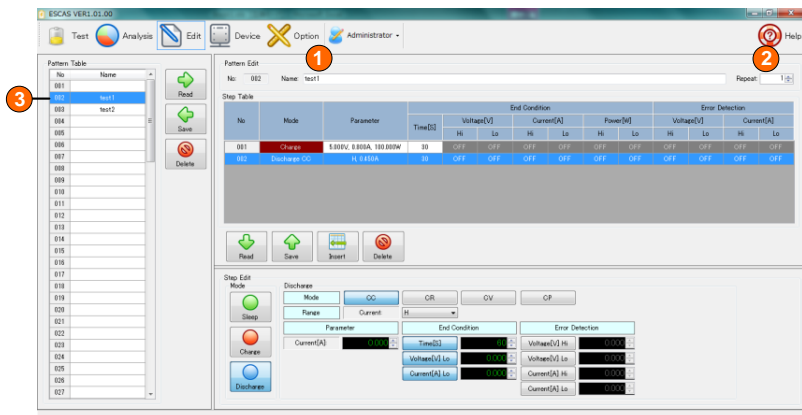 ESCAS VER1.01.00
Test Analysis Edit Device Option Administrator Help
1
2
3
Pattern Table
No Name
001
002 test1
003 test2
004
005
006
007
008
009
010
011
012
013
014
015
016
017
018
019
020
021
022
023
024
025
026
027
Read
Save
Delete
Pattern Edit
No: 002 Name: test1 Repeat: 1
Step Table
No Mode Parameter Time[S] End Condition Error Detection
Voltage[V] Current[A] Power[W] Voltage[V] Current[A]
Hi Lo Hi Lo Hi Lo Hi Lo Hi Lo
001 Charge 5.000V, 0.800A, 100.000W 30 OFF OFF OFF OFF OFF OFF OFF OFF OFF OFF
002 Discharge CC H, 0.450A 30 OFF OFF OFF OFF OFF OFF OFF OFF OFF OFF
Read Save Insert Delete
Step Edit
Mode
Sleep
Charge
Discharge
Discharge
Mode CC CR CV CP
Range Current H
Parameter End Condition Error Detection
Current[A] 0.000 Time[S] 60 Voltage[V] Hi 0.000
Voltage[V] Lo 0.000 Voltage[V] Lo 0.000
Current[A] Lo 0.000 Current[A] Hi 0.000
Current[A] Lo 0.000